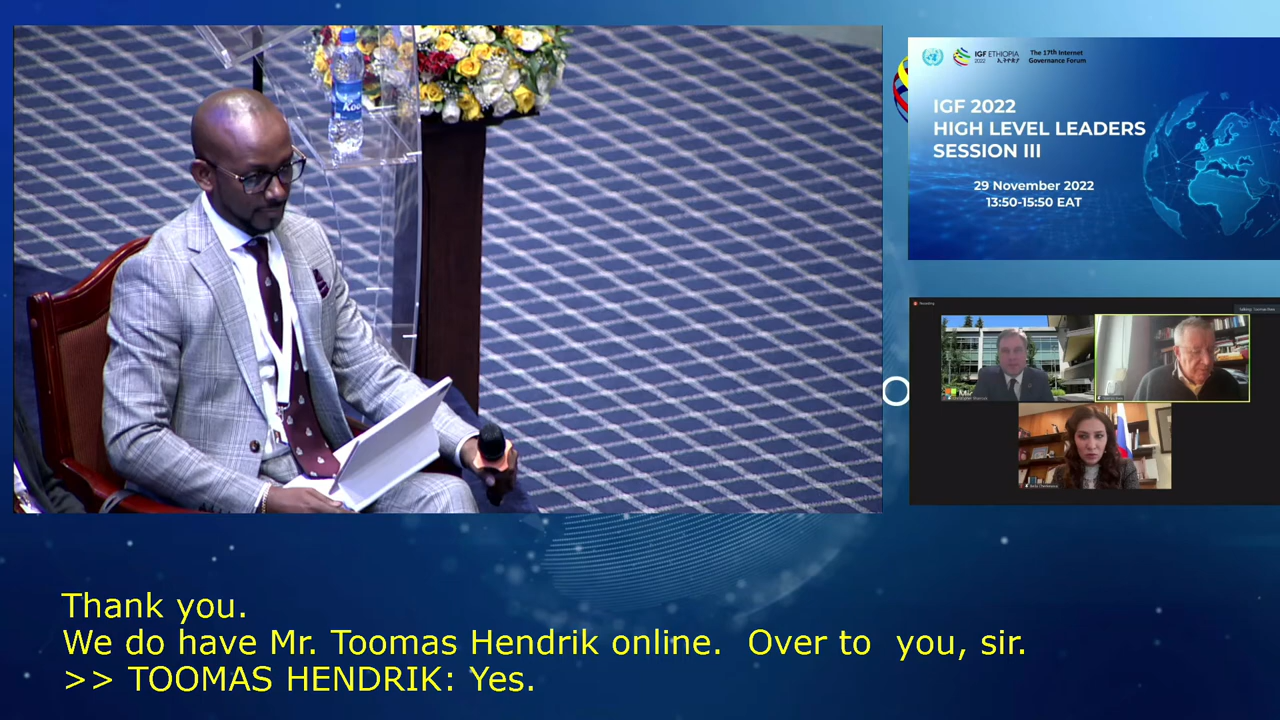 IGF ETHIOPIA
2022 ኢትዮጵያ
The 17th Internet
Governance Forum
IGF 2022
HIGH LEVEL LEADERS
SESSION III
29 November 2022
13:50-15:50 EAT
Recording
O
Thank you.
We do have Mr. Toomas Hendrik online. Over to you, sir.
>> TOOMAS HENDRIK: Yes.